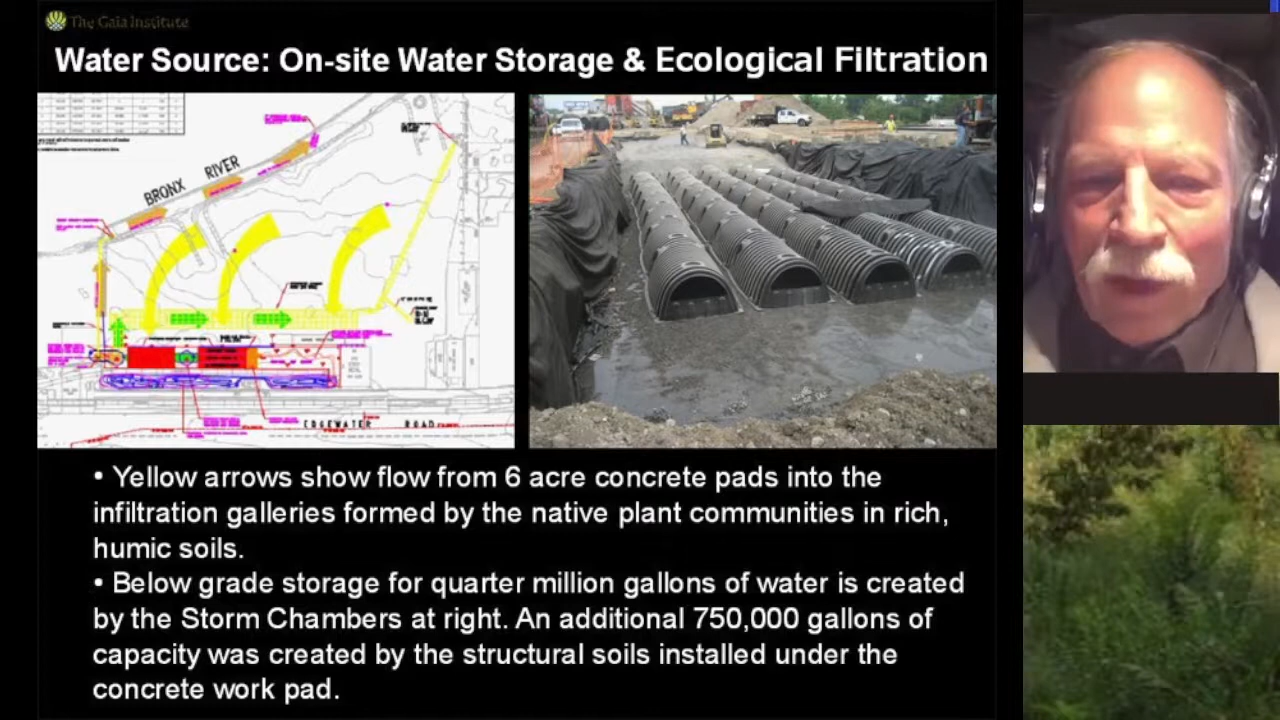 The Gaia Institute
Water Source: On-site Water Storage & Ecological Filtration
BRONX RIVER
EDGEWATER ROAD
• Yellow arrows show flow from 6 acre concrete pads into the
infiltration galleries formed by the native plant communities in rich,
humic soils.
• Below grade storage for quarter million gallons of water is created
by the Storm Chambers at right. An additional 750,000 gallons of
capacity was created by the structural soils installed under the
concrete work pad.